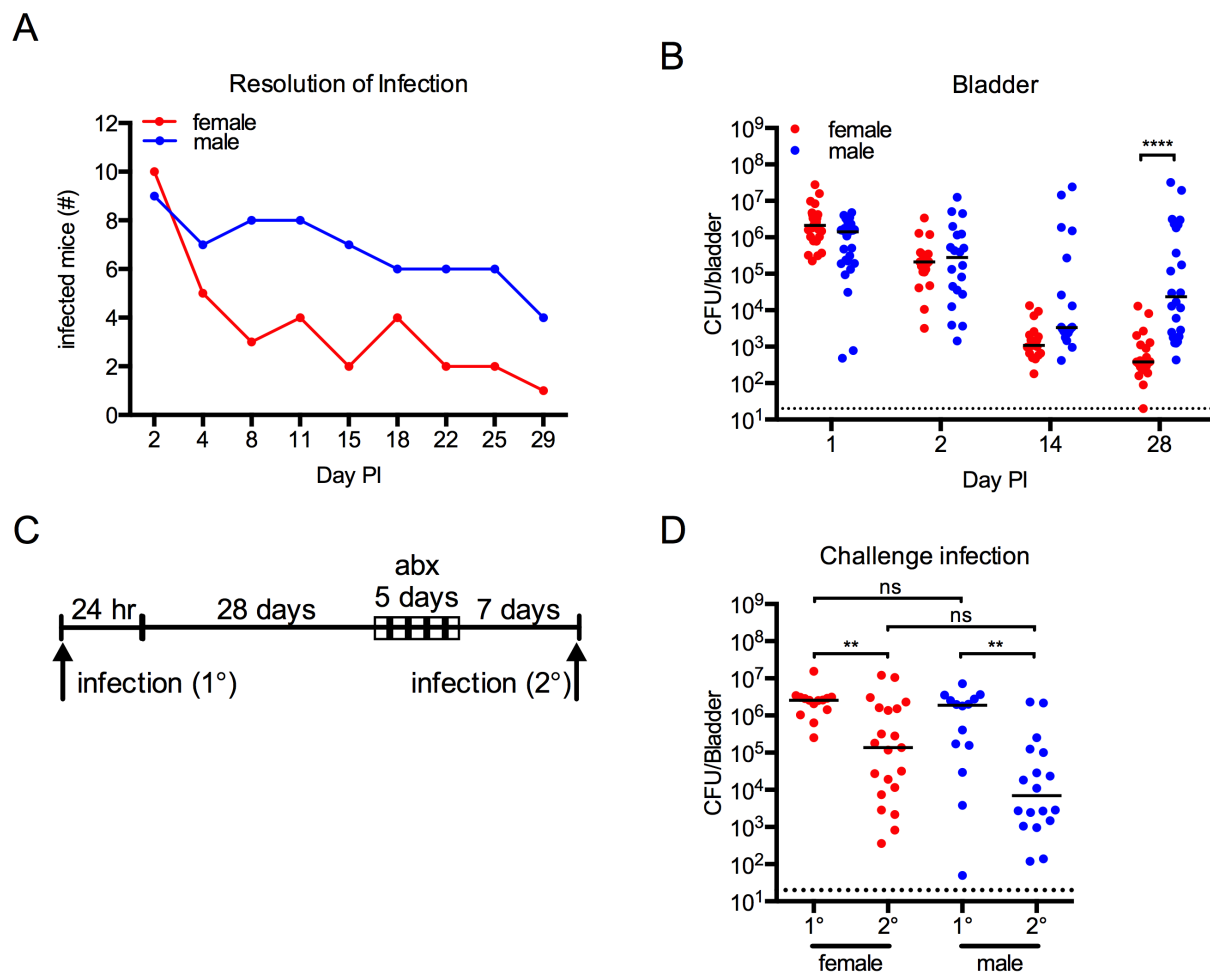 A
Resolution of Infection
female
male
infected mice (#)
12
10
8
6
4
2
0
2 4 8 11 15 18 22 25 29
Day PI
B
Bladder
female
male
****
CFU/bladder
10⁹
10⁸
10⁷
10⁶
10⁵
10⁴
10³
10²
10¹
1 2 14 28
Day PI
C
abx
24 hr 28 days 5 days 7 days
infection (1°) infection (2°)
D
Challenge infection
ns
ns
** **
CFU/Bladder
10⁹
10⁸
10⁷
10⁶
10⁵
10⁴
10³
10²
10¹
1° 2° 1° 2°
female male